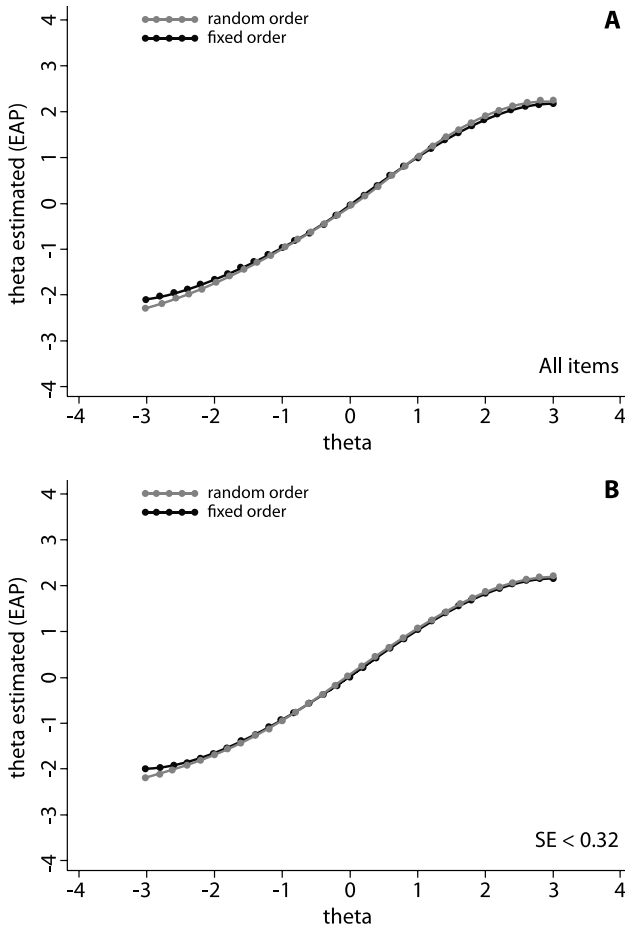 A
random order
fixed order
theta estimated (EAP)
4
3
2
1
0
-1
-2
-3
-4
All items
-4 -3 -2 -1 0 1 2 3 4
theta
B
random order
fixed order
theta estimated (EAP)
4
3
2
1
0
-1
-2
-3
-4
SE < 0.32
-4 -3 -2 -1 0 1 2 3 4
theta